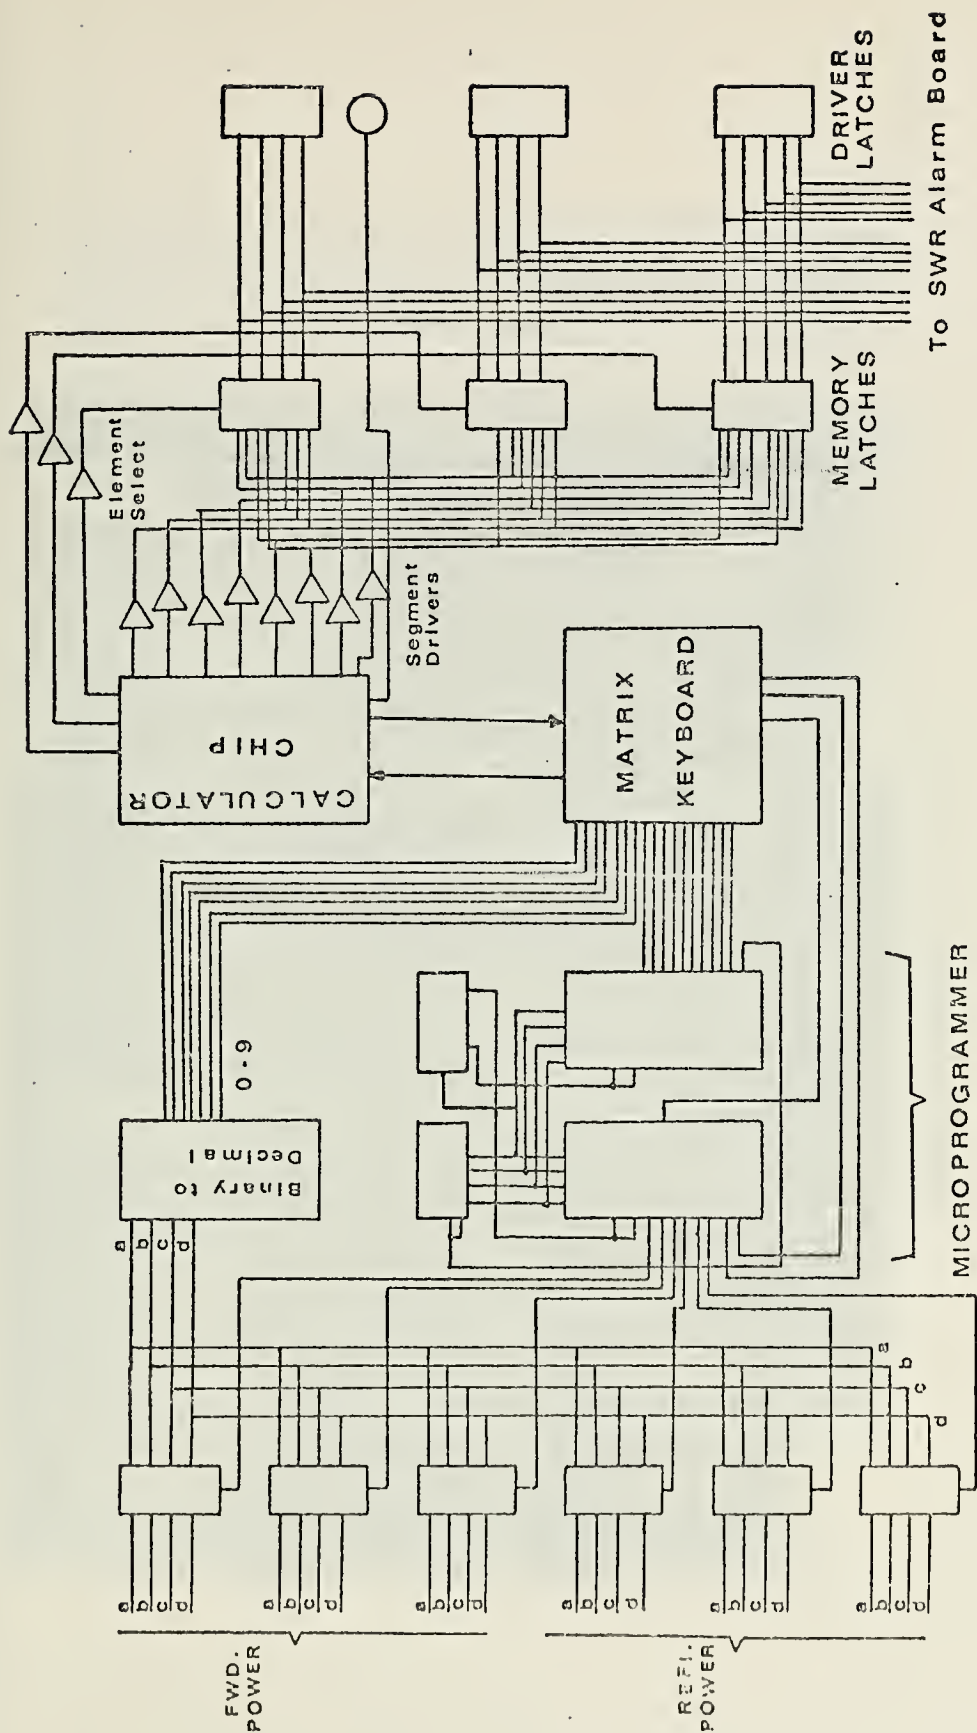 FWD.
POWER
REFL.
POWER
a
b
c
d
a
b
c
d
a
b
c
d
a
b
c
d
a
b
c
d
a
b
c
d
a
b
c
d
a
b
c
d
Binary to
Decimal
0-9
MICROPROGRAMMER
CALCULATOR
CHIP
MATRIX
KEYBOARD
Element
Select
Segment
Drivers
MEMORY
LATCHES
DRIVER
LATCHES
To SWR Alarm Board